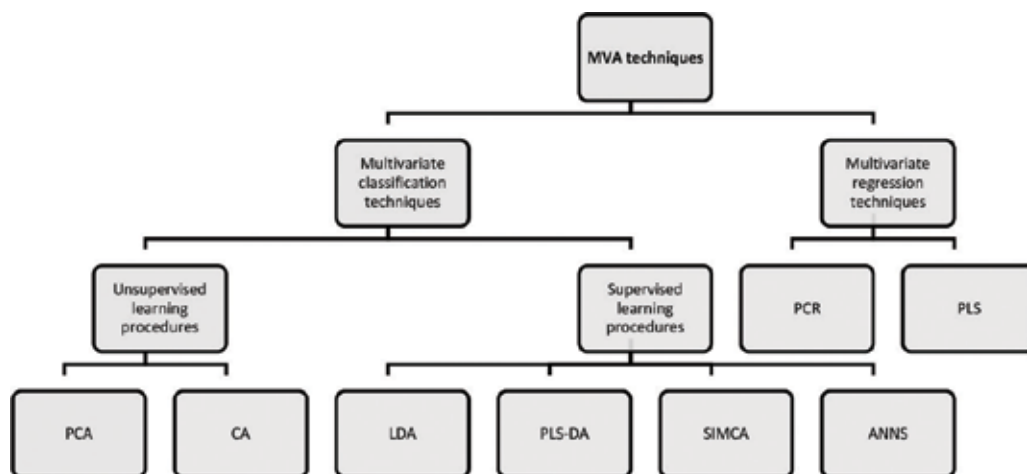 MVA techniques
Multivariate
classification
techniques
Multivariate
regression
techniques
Unsupervised
learning
procedures
Supervised
learning
procedures
PCR
PLS
PCA
CA
LDA
PLS-DA
SIMCA
ANNS